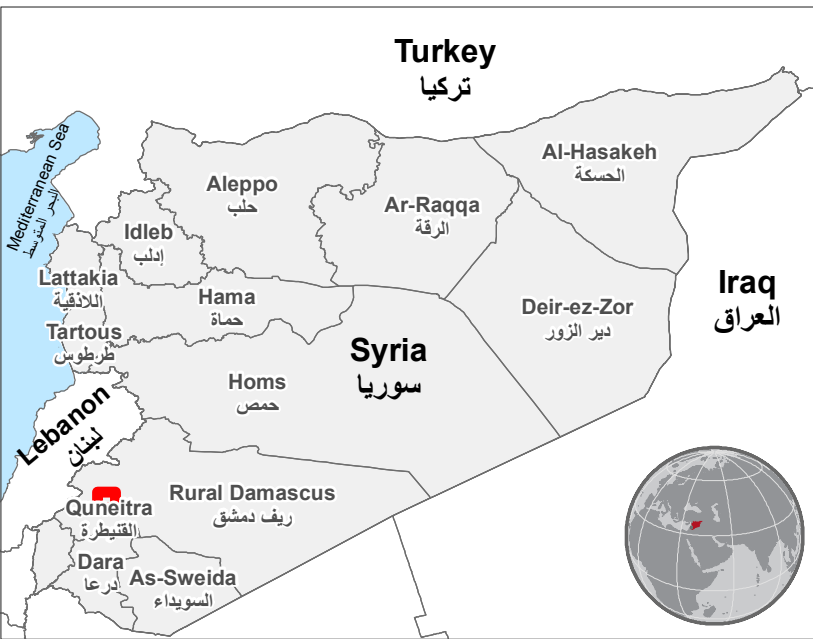 Turkey
تركيا
Mediterranean Sea
البحر المتوسط
Al-Hasakeh
الحسكة
Aleppo
حلب
Ar-Raqqa
الرقة
Idleb
إدلب
Lattakia
اللاذقية
Hama
حماة
Iraq
العراق
Deir-ez-Zor
دير الزور
Tartous
طرطوس
Syria
سوريا
Homs
حمص
Lebanon
لبنان
Rural Damascus
ريف دمشق
Quneitra
القنيطرة
Dara
درعا
As-Sweida
السويداء